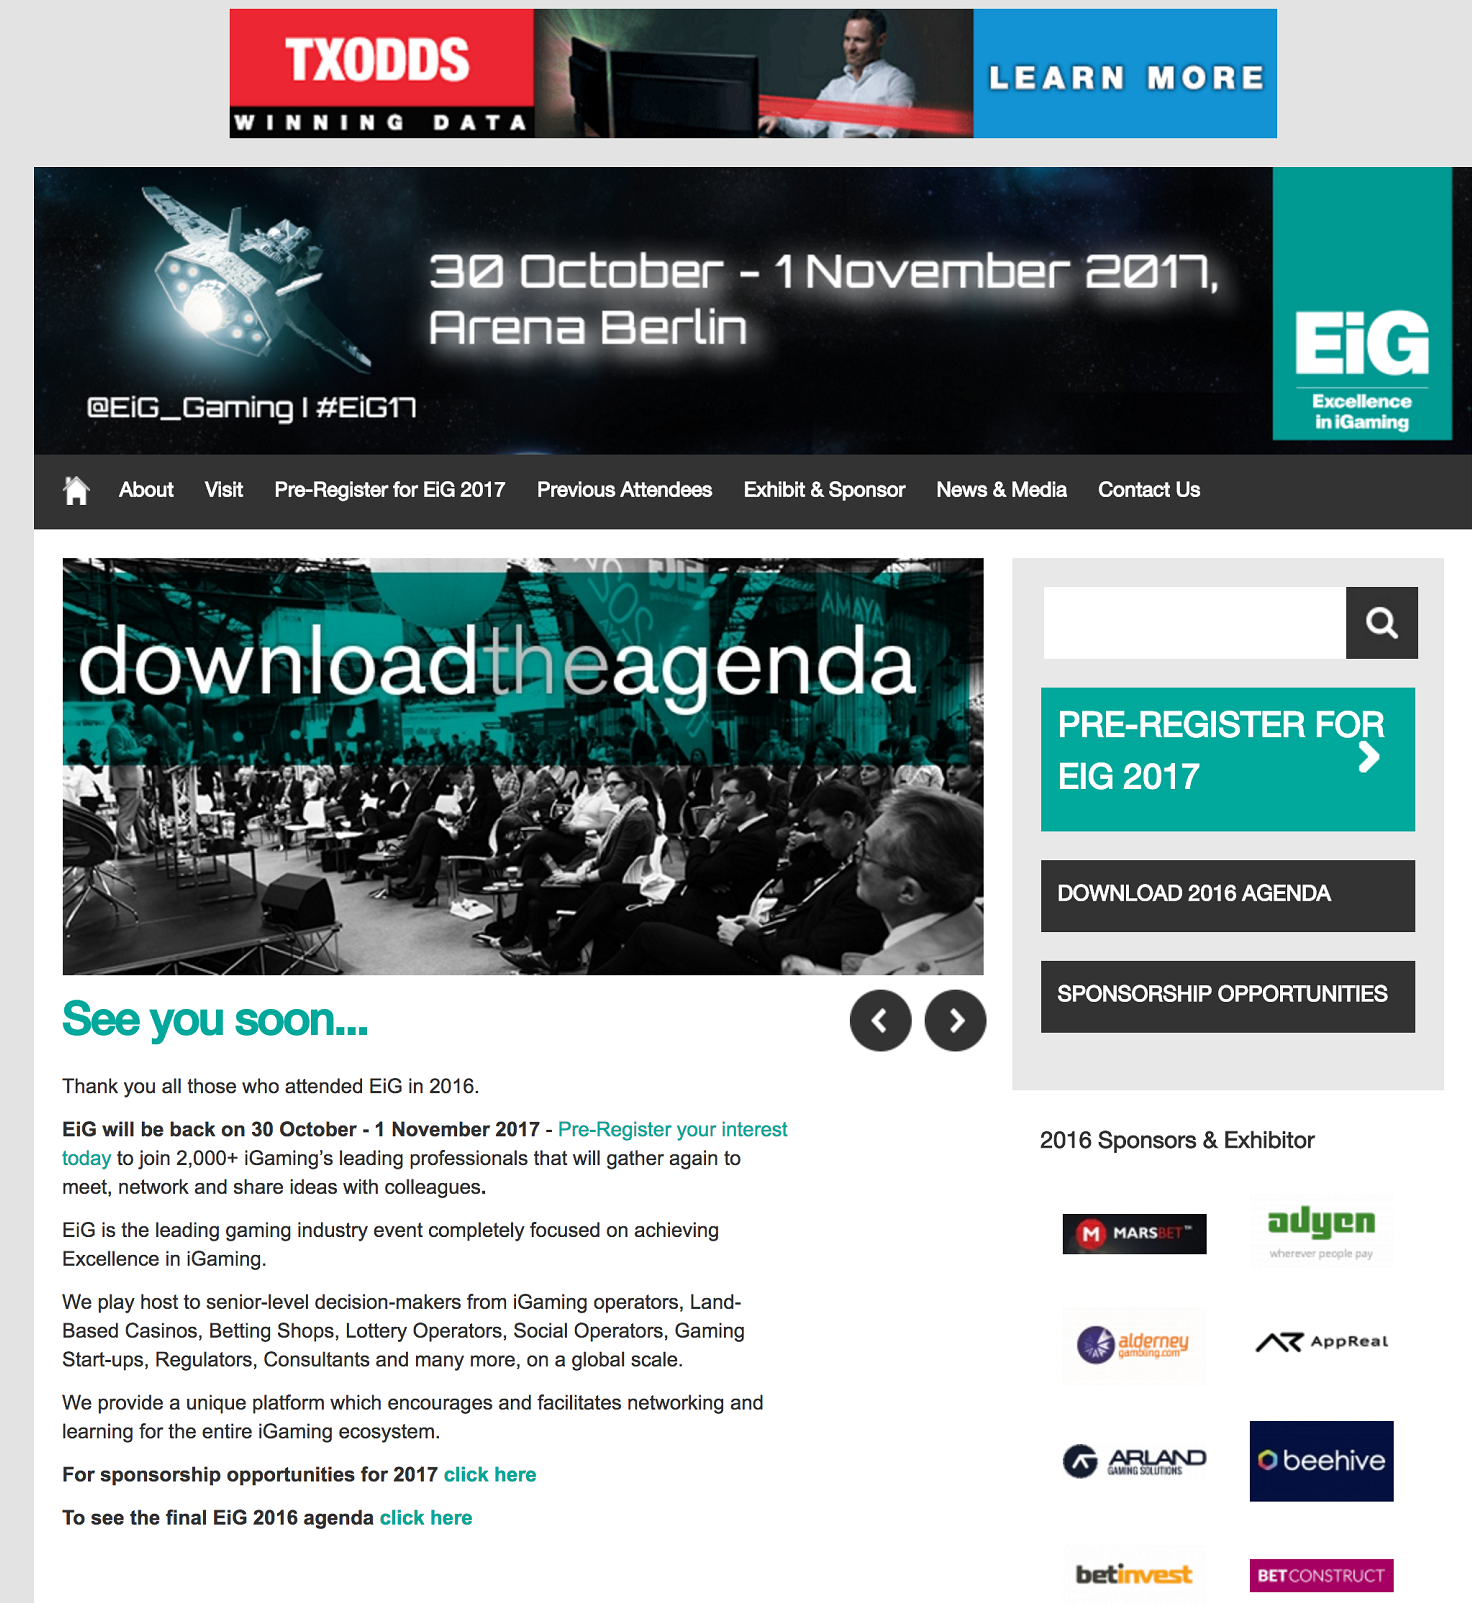 TXODDS
WINNING DATA
LEARN MORE
30 October - 1 November 2017,
Arena Berlin
@EiG_Gaming | #EiG17
EiG
Excellence
in iGaming
About Visit Pre-Register for EiG 2017 Previous Attendees Exhibit & Sponsor News & Media Contact Us
EiG
AMAYA
downloadtheagenda
PRE-REGISTER FOR
EIG 2017
DOWNLOAD 2016 AGENDA
SPONSORSHIP OPPORTUNITIES
See you soon...
Thank you all those who attended EiG in 2016.
EiG will be back on 30 October - 1 November 2017 - Pre-Register your interest
today to join 2,000+ iGaming’s leading professionals that will gather again to
meet, network and share ideas with colleagues.
EiG is the leading gaming industry event completely focused on achieving
Excellence in iGaming.
We play host to senior-level decision-makers from iGaming operators, Land-
Based Casinos, Betting Shops, Lottery Operators, Social Operators, Gaming
Start-ups, Regulators, Consultants and many more, on a global scale.
We provide a unique platform which encourages and facilitates networking and
learning for the entire iGaming ecosystem.
For sponsorship opportunities for 2017 click here
To see the final EiG 2016 agenda click here
2016 Sponsors & Exhibitor
M MARSBET™
adyen
wherever people pay
alderney
gambling.com
AR AppReal
ARLAND
GAMING SOLUTIONS
beehive
betinvest
BETCONSTRUCT